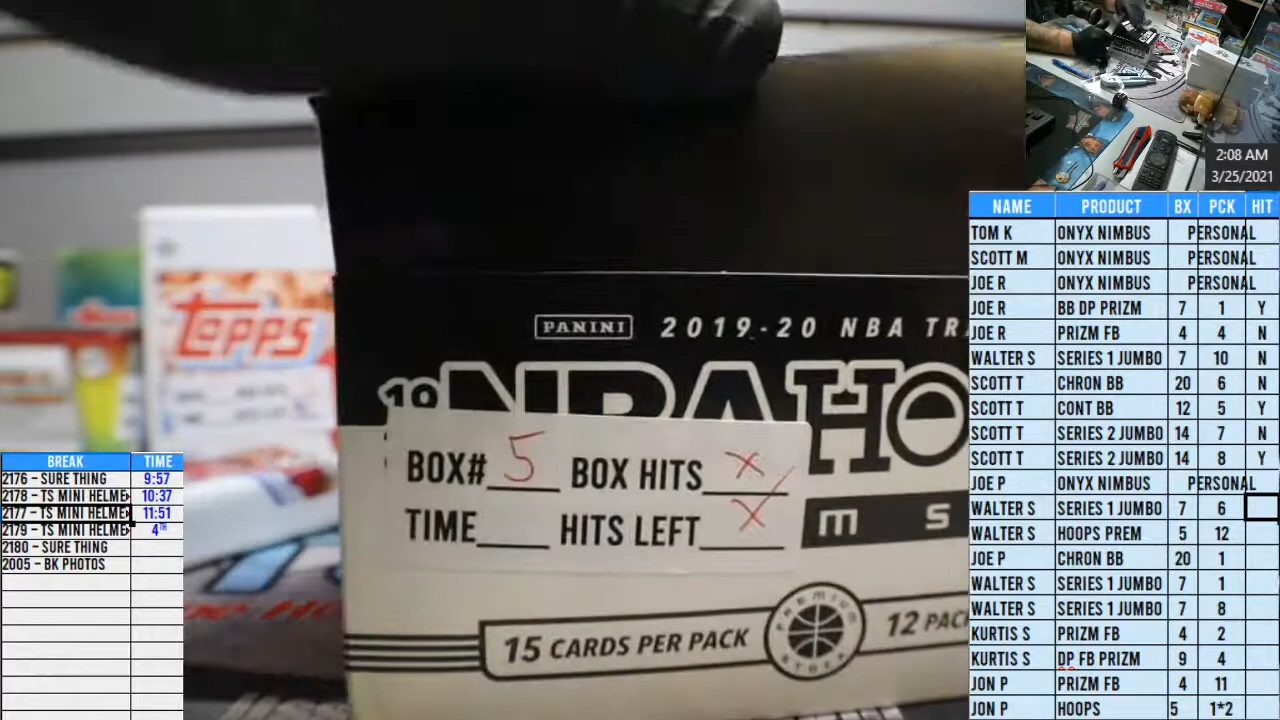 2:08 AM
3/25/2021
TOPPS
PANINI 2019-20 NBA TR
19 NBA HO
BOX# 5 BOX HITS X
TIME___ HITS LEFT X
m s
15 CARDS PER PACK
PREMIUM STOCK
12 PAC
NAME PRODUCT BX PCK HIT
TOM K ONYX NIMBUS PERSONAL
SCOTT M ONYX NIMBUS PERSONAL
JOE R ONYX NIMBUS PERSONAL
JOE R BB DP PRIZM 7 1 Y
JOE R PRIZM FB 4 4 N
WALTER S SERIES 1 JUMBO 7 10 N
SCOTT T CHRON BB 20 6 N
SCOTT T CONT BB 12 5 Y
SCOTT T SERIES 2 JUMBO 14 7 N
SCOTT T SERIES 2 JUMBO 14 8 Y
JOE P ONYX NIMBUS PERSONAL
WALTER S SERIES 1 JUMBO 7 6
WALTER S HOOPS PREM 5 12
JOE P CHRON BB 20 1
WALTER S SERIES 1 JUMBO 7 1
WALTER S SERIES 1 JUMBO 7 8
KURTIS S PRIZM FB 4 2
KURTIS S DP FB PRIZM 9 4
JON P PRIZM FB 4 11
JON P HOOPS 5 1*2
BREAK TIME
2176 - SURE THING 9:57
2178 - TS MINI HELME 10:37
2177 - TS MINI HELME 11:51
2179 - TS MINI HELME 4TH
2180 - SURE THING
2005 - BK PHOTOS